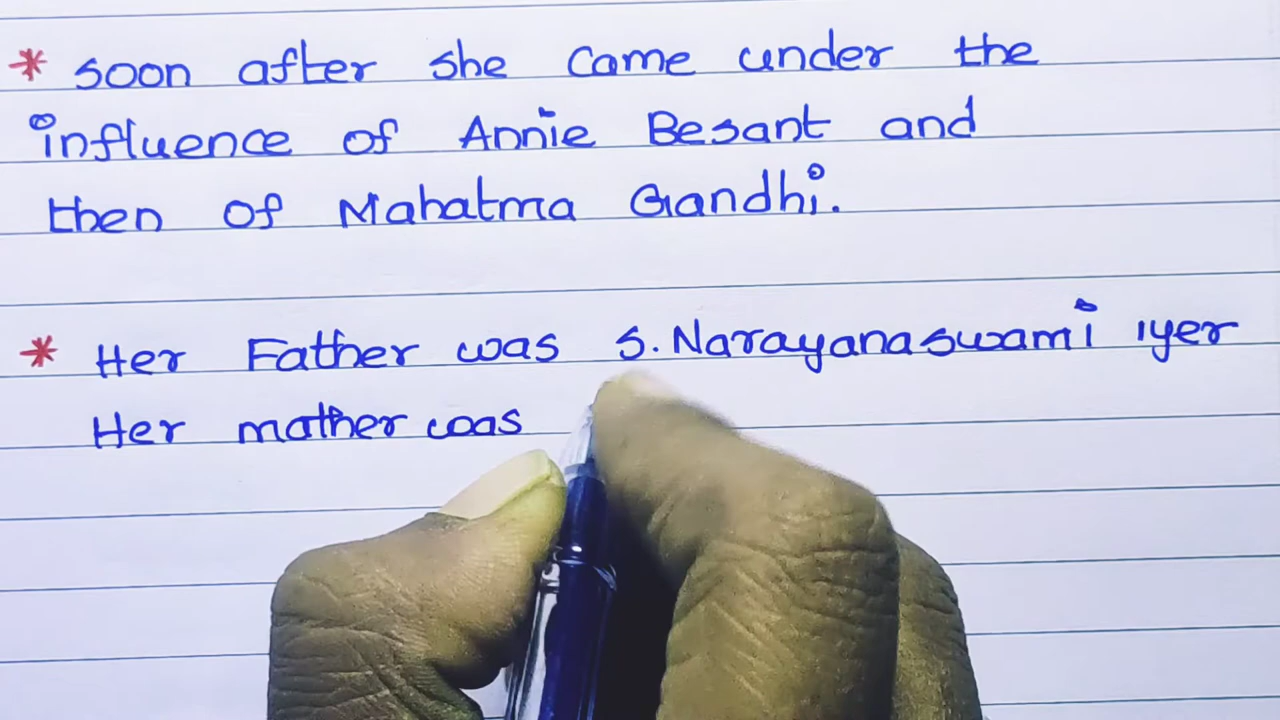 * soon after she came under the
influence of Annie Besant and
then of Mahatma Gandhi.
* Her Father was S. Narayanaswami iyer
Her mather was